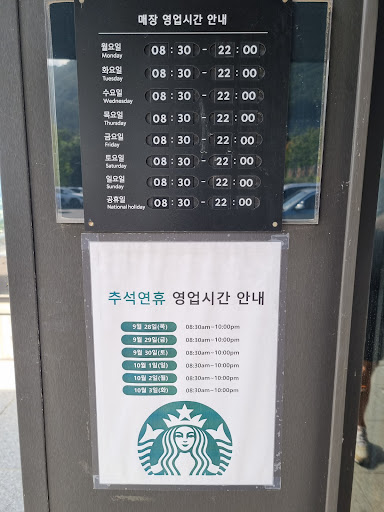 매장 영업시간 안내
월요일 08 : 30 - 22 : 00
Monday
화요일 08 : 30 - 22 : 00
Tuesday
수요일 08 : 30 - 22 : 00
Wednesday
목요일 08 : 30 - 22 : 00
Thursday
금요일 08 : 30 - 22 : 00
Friday
토요일 08 : 30 - 22 : 00
Saturday
일요일 08 : 30 - 22 : 00
Sunday
공휴일 08 : 30 - 22 : 00
National holiday
추석연휴 영업시간 안내
9월 28일(목) 08:30am~10:00pm
9월 29일(금) 08:30am~10:00pm
9월 30일(토) 08:30am~10:00pm
10월 1일(일) 08:30am~10:00pm
10월 2일(월) 08:30am~10:00pm
10월 3일(화) 08:30am~10:00pm